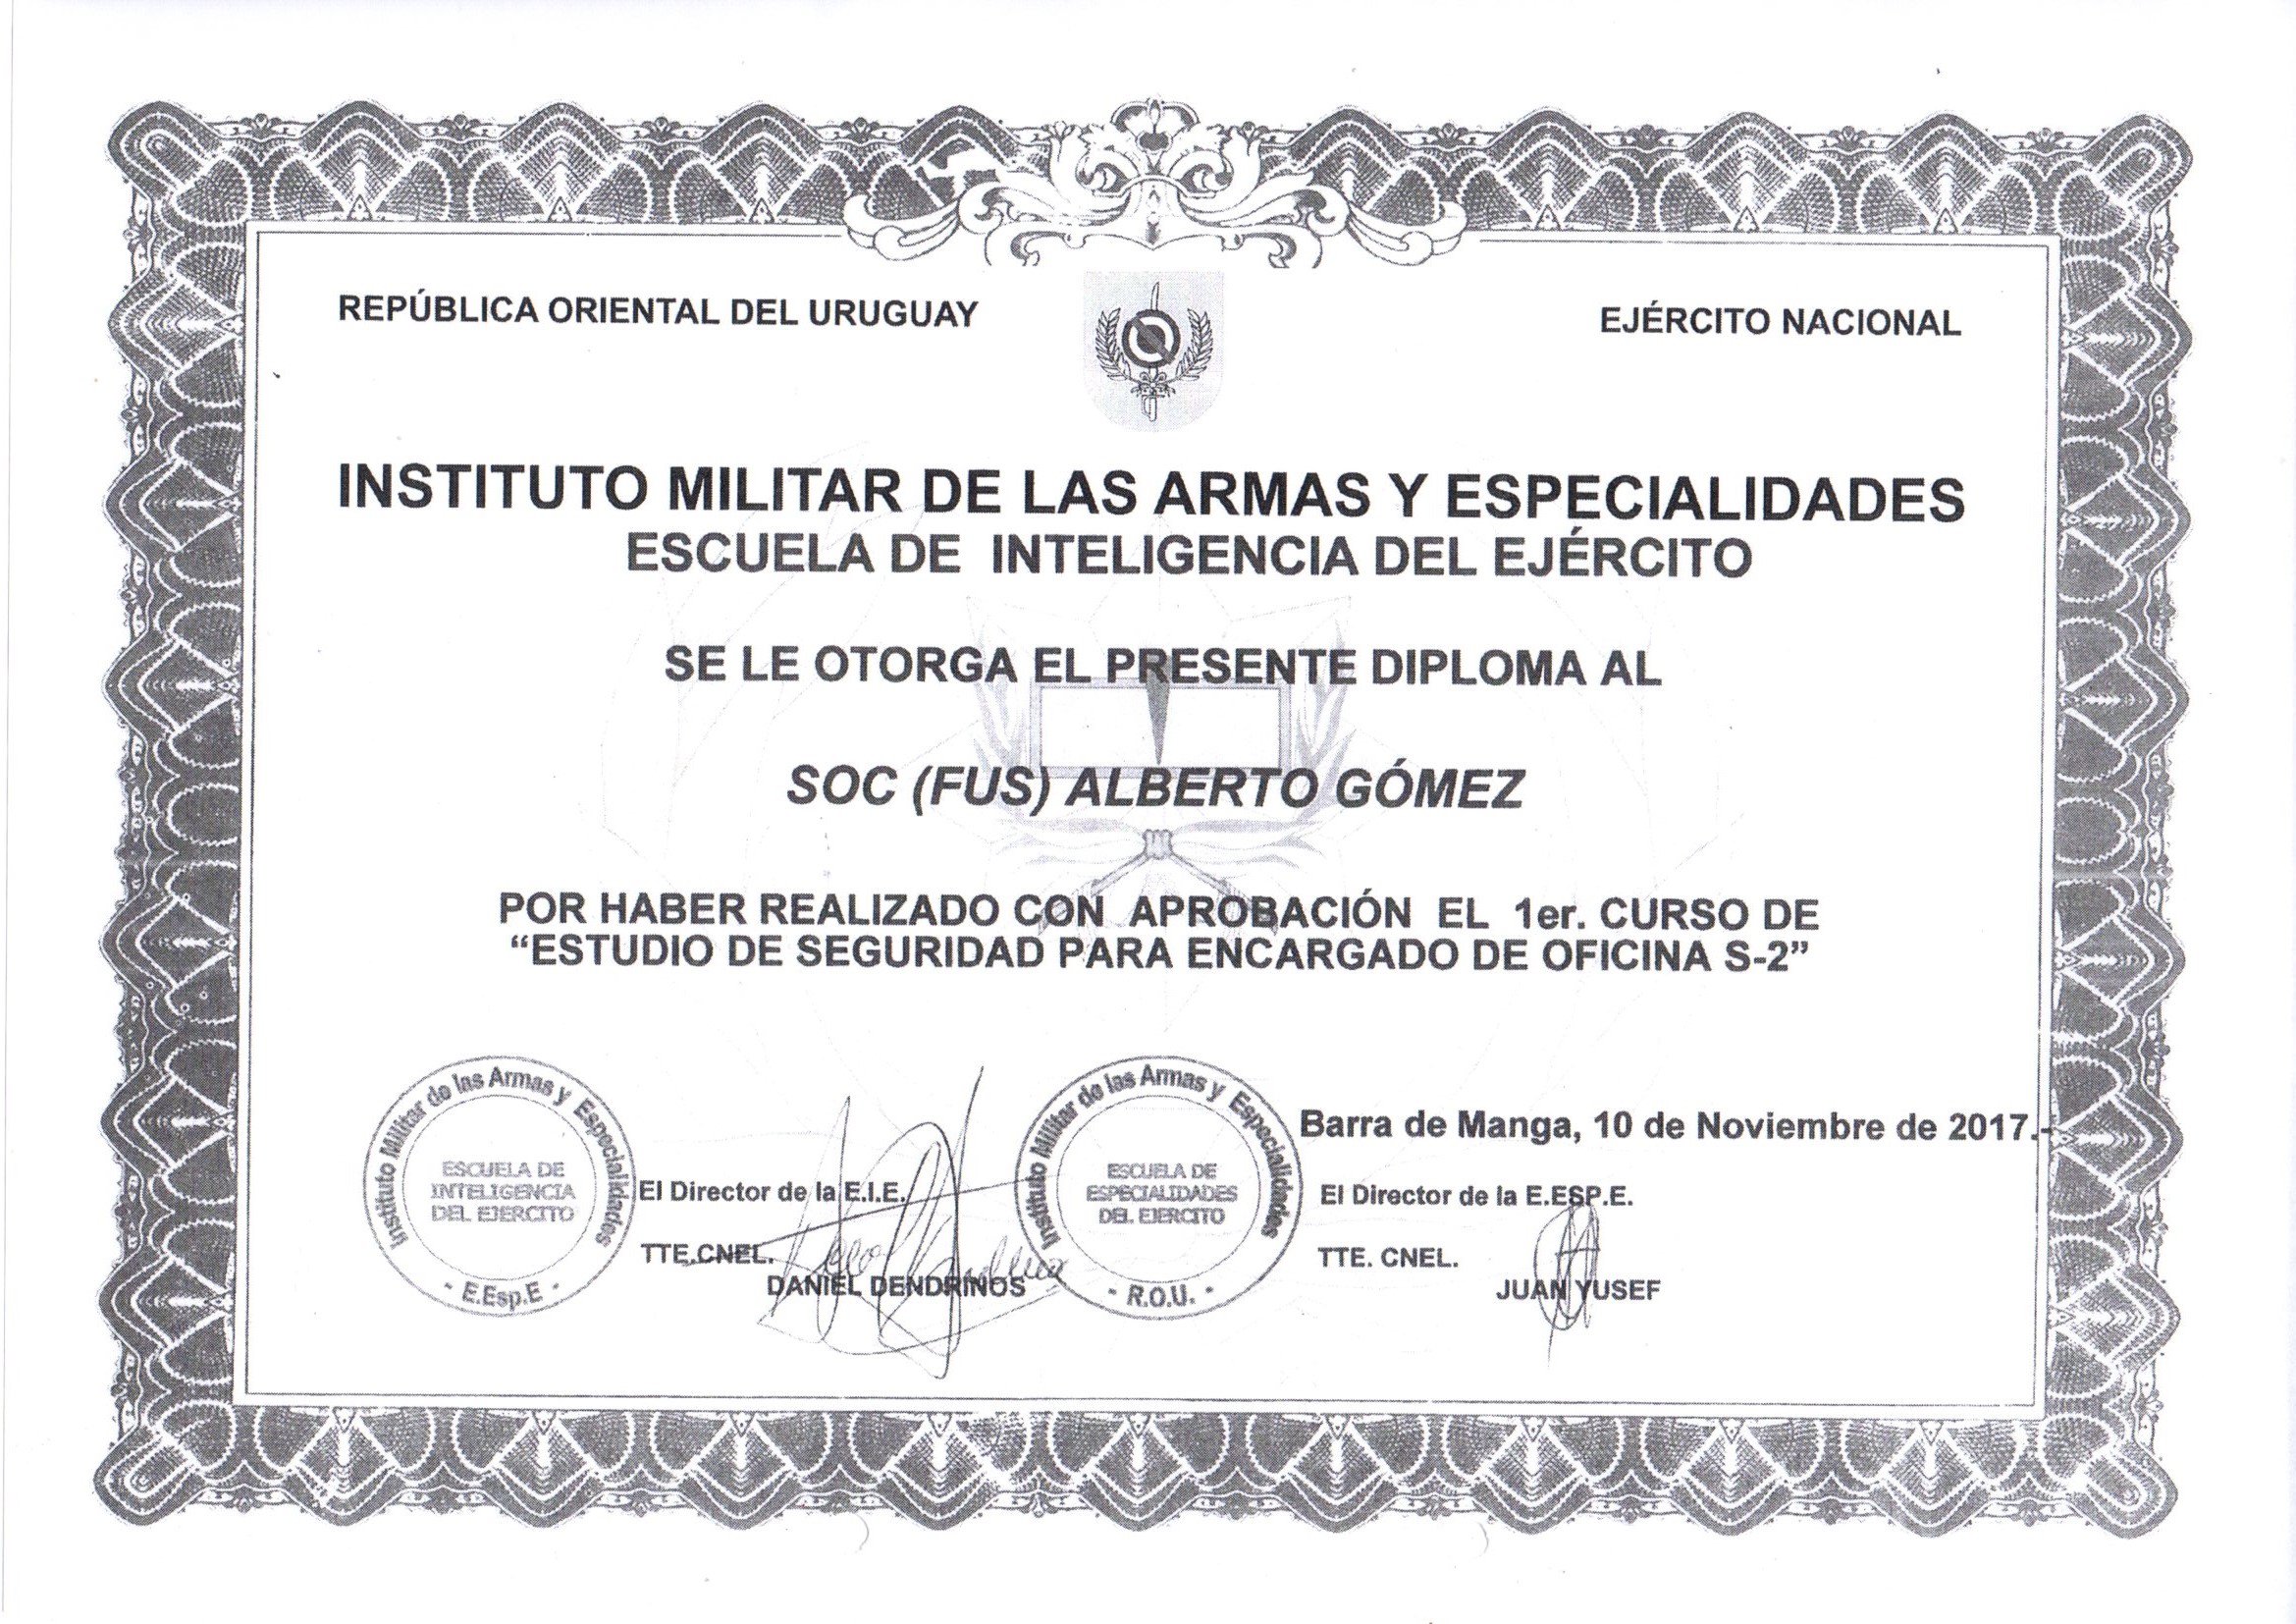 REPÚBLICA ORIENTAL DEL URUGUAY
EJÉRCITO NACIONAL
INSTITUTO MILITAR DE LAS ARMAS Y ESPECIALIDADES
ESCUELA DE INTELIGENCIA DEL EJÉRCITO
SE LE OTORGA EL PRESENTE DIPLOMA AL
SOC (FUS) ALBERTO GÓMEZ
POR HABER REALIZADO CON APROBACIÓN EL 1er. CURSO DE
“ESTUDIO DE SEGURIDAD PARA ENCARGADO DE OFICINA S-2”
Instituto Militar de las Armas y Especialidades
ESCUELA DE
INTELIGENCIA
DEL EJERCITO
- E.Esp.E -
El Director de la E.I.E.
TTE.CNEL.
DANIEL DENDRINOS
Instituto Militar de las Armas y Especialidades
ESCUELA DE
ESPECIALIDADES
DEL EJERCITO
- R.O.U. -
Barra de Manga, 10 de Noviembre de 2017.-
El Director de la E.ESP.E.
TTE. CNEL.
JUAN YUSEF